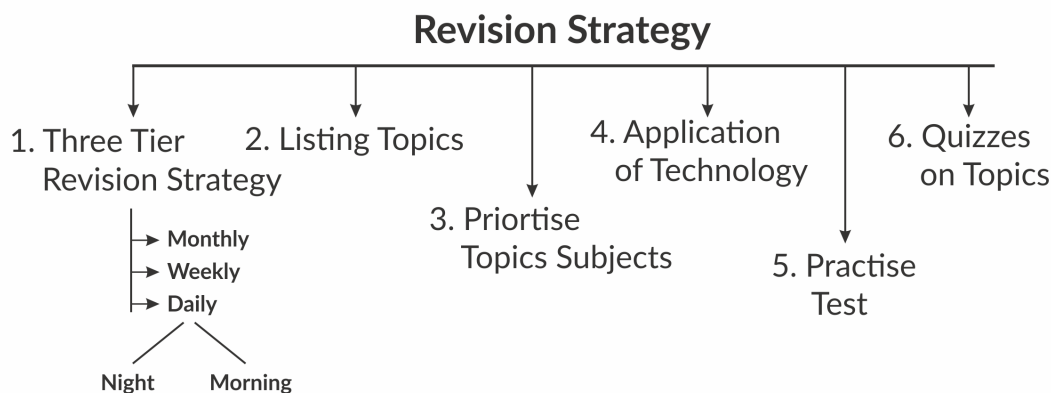 Revision Strategy
1. Three Tier
Revision Strategy
Monthly
Weekly
Daily
Night Morning
2. Listing Topics
3. Priortise
Topics Subjects
4. Application
of Technology
5. Practise
Test
6. Quizzes
on Topics